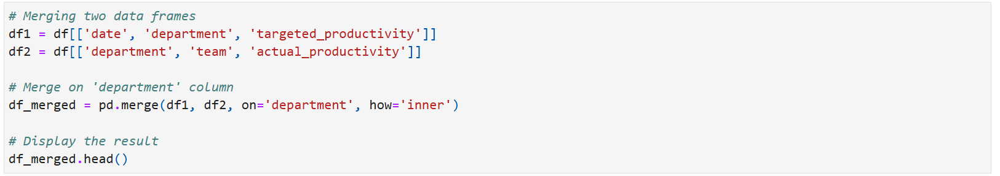 # Merging two data frames
df1 = df[['date', 'department', 'targeted_productivity']]
df2 = df[['department', 'team', 'actual_productivity']]
# Merge on 'department' column
df_merged = pd.merge(df1, df2, on='department', how='inner')
# Display the result
df_merged.head()